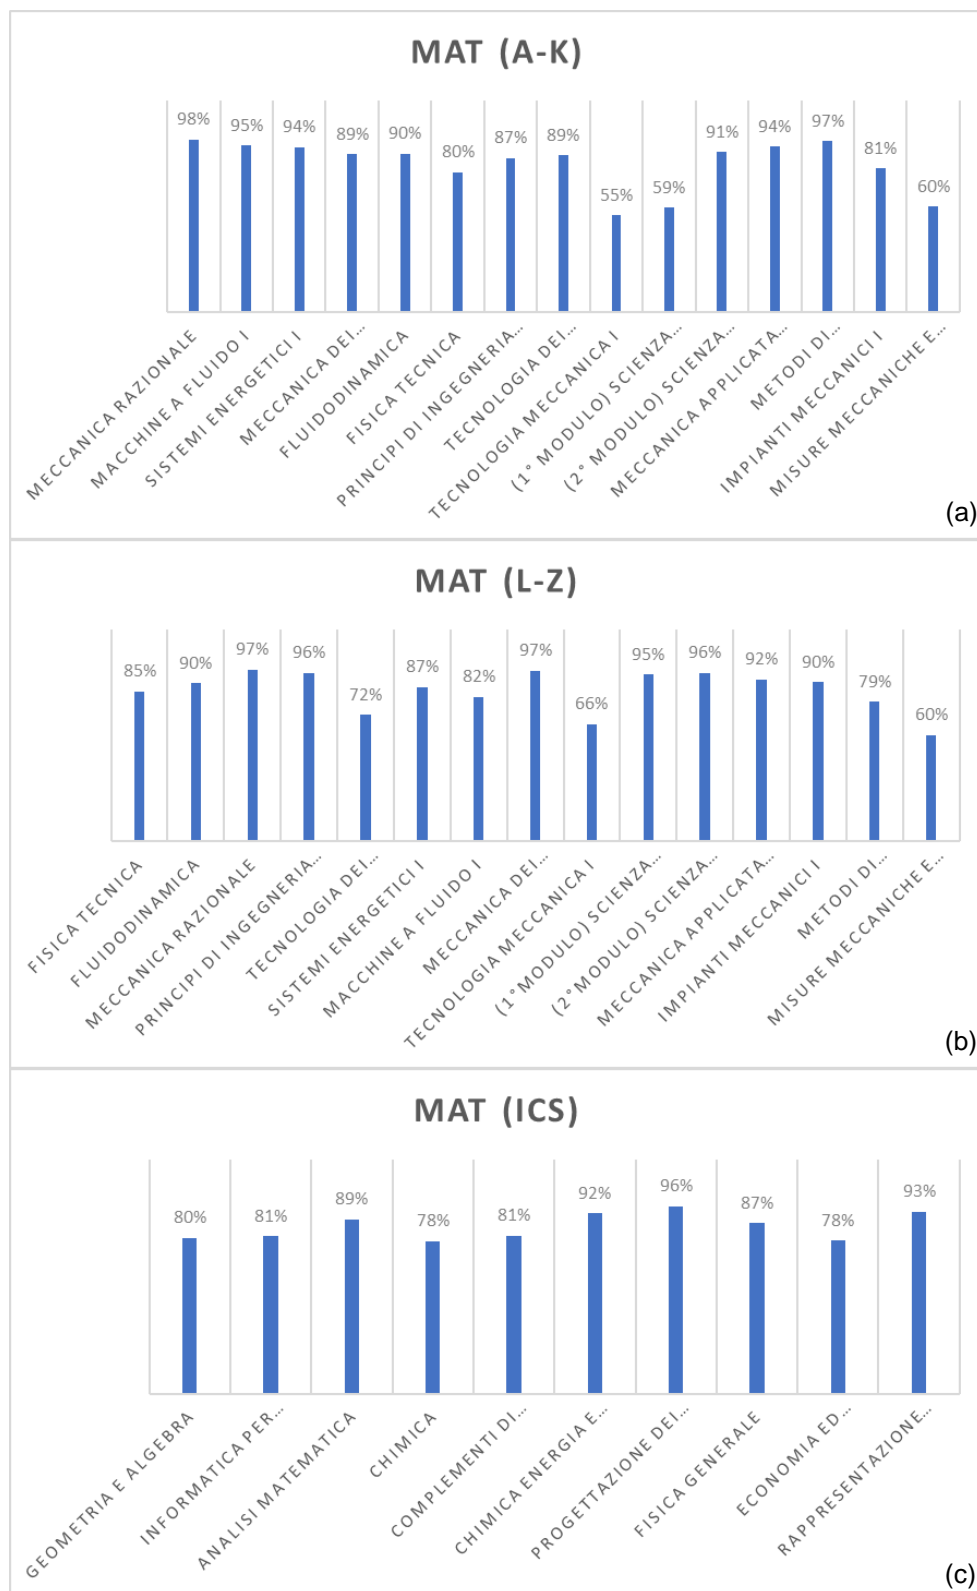 MAT (A-K)
98% 95% 94% 89% 90% 80% 87% 89% 55% 59% 91% 94% 97% 81% 60%
MECCANICA RAZIONALE
MACCHINE A FLUIDO I
SISTEMI ENERGETICI I
MECCANICA DEI…
FLUIDODINAMICA
FISICA TECNICA
PRINCIPI DI INGEGNERIA…
TECNOLOGIA DEI…
TECNOLOGIA MECCANICA I
(1° MODULO) SCIENZA…
(2° MODULO) SCIENZA…
MECCANICA APPLICATA…
METODI DI…
IMPIANTI MECCANICI I
MISURE MECCANICHE E…
(a)
MAT (L-Z)
85% 90% 97% 96% 72% 87% 82% 97% 66% 95% 96% 92% 90% 79% 60%
FISICA TECNICA
FLUIDODINAMICA
MECCANICA RAZIONALE
PRINCIPI DI INGEGNERIA…
TECNOLOGIA DEI…
SISTEMI ENERGETICI I
MACCHINE A FLUIDO I
MECCANICA DEI…
TECNOLOGIA MECCANICA I
(1°MODULO) SCIENZA…
(2°MODULO) SCIENZA…
MECCANICA APPLICATA…
IMPIANTI MECCANICI I
METODI DI…
MISURE MECCANICHE E…
(b)
MAT (ICS)
80% 81% 89% 78% 81% 92% 96% 87% 78% 93%
GEOMETRIA E ALGEBRA
INFORMATICA PER…
ANALISI MATEMATICA
CHIMICA
COMPLEMENTI DI…
CHIMICA ENERGIA E…
PROGETTAZIONE DEI…
FISICA GENERALE
ECONOMIA ED…
RAPPRESENTAZIONE…
(c)